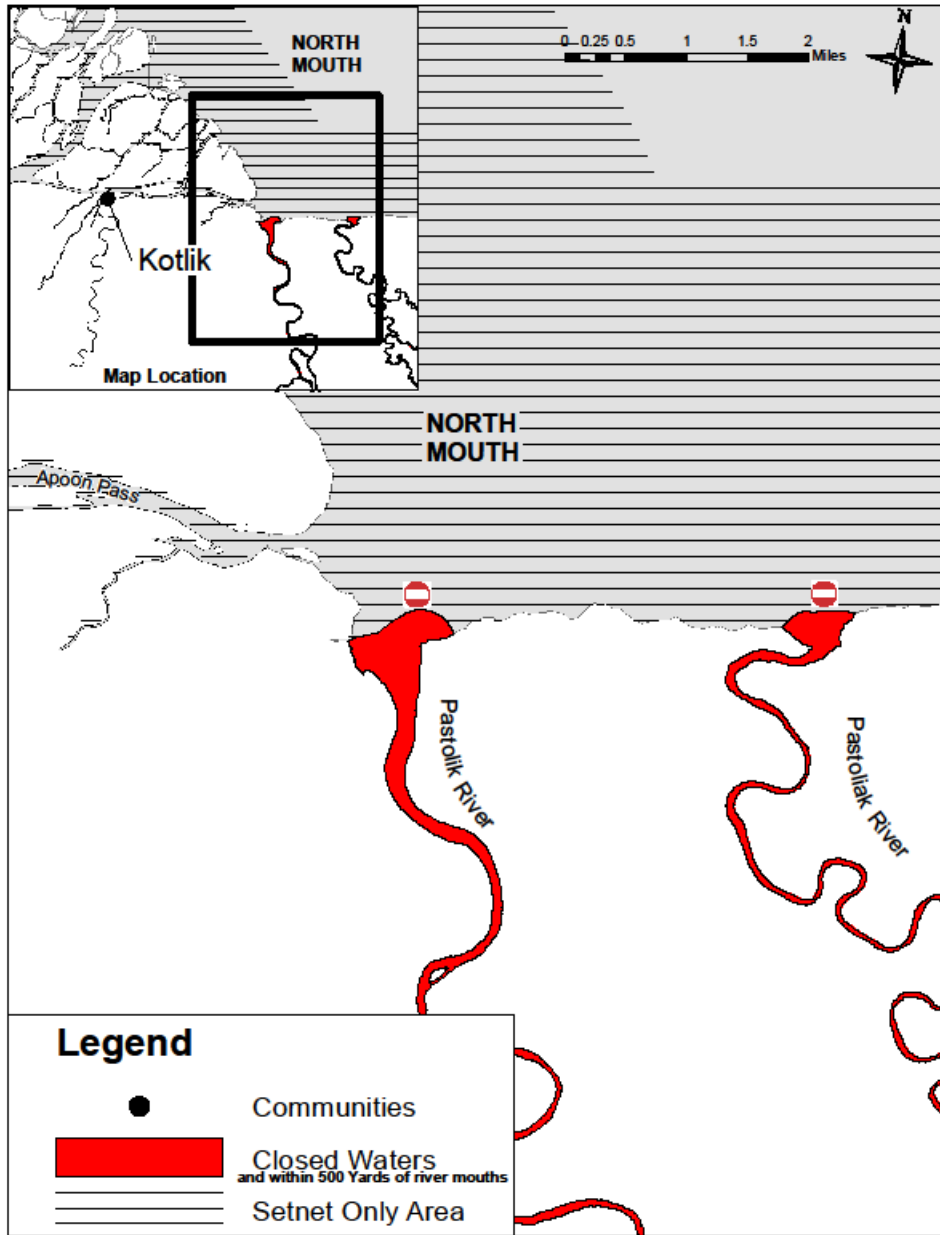 NORTH
MOUTH
Kotlik
Map Location
N
0 0.25 0.5 1 1.5 2
Miles
NORTH
MOUTH
Apoon Pass
Pastolik River
Pastoliak River
Legend
Communities
Closed Waters
and within 500 Yards of river mouths
Setnet Only Area